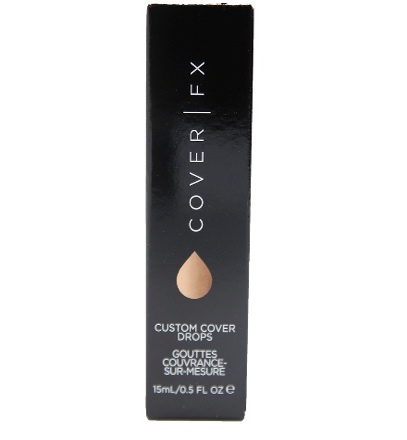 COVER | FX
CUSTOM COVER
DROPS
GOUTTES
COUVRANCE-
SUR-MESURE
15mL/0.5 FL OZ e